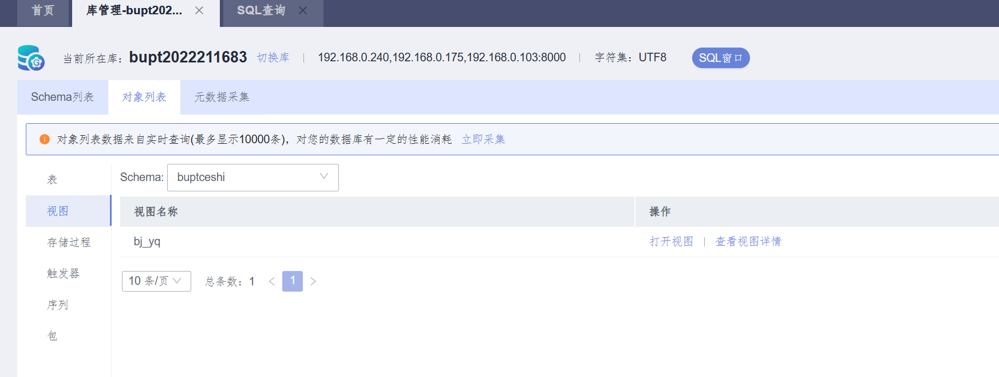 首页
库管理-bupt202...
SQL查询
当前所在库：bupt2022211683 切换库 | 192.168.0.240,192.168.0.175,192.168.0.103:8000 | 字符集：UTF8 SQL窗口
Schema列表 对象列表 元数据采集
对象列表数据来自实时查询(最多显示10000条)，对您的数据库有一定的性能消耗 立即采集
表
视图
存储过程
触发器
序列
包
Schema: buptceshi
视图名称 操作
bj_yq 打开视图 | 查看视图详情
10 条/页 总条数：1 < 1 >